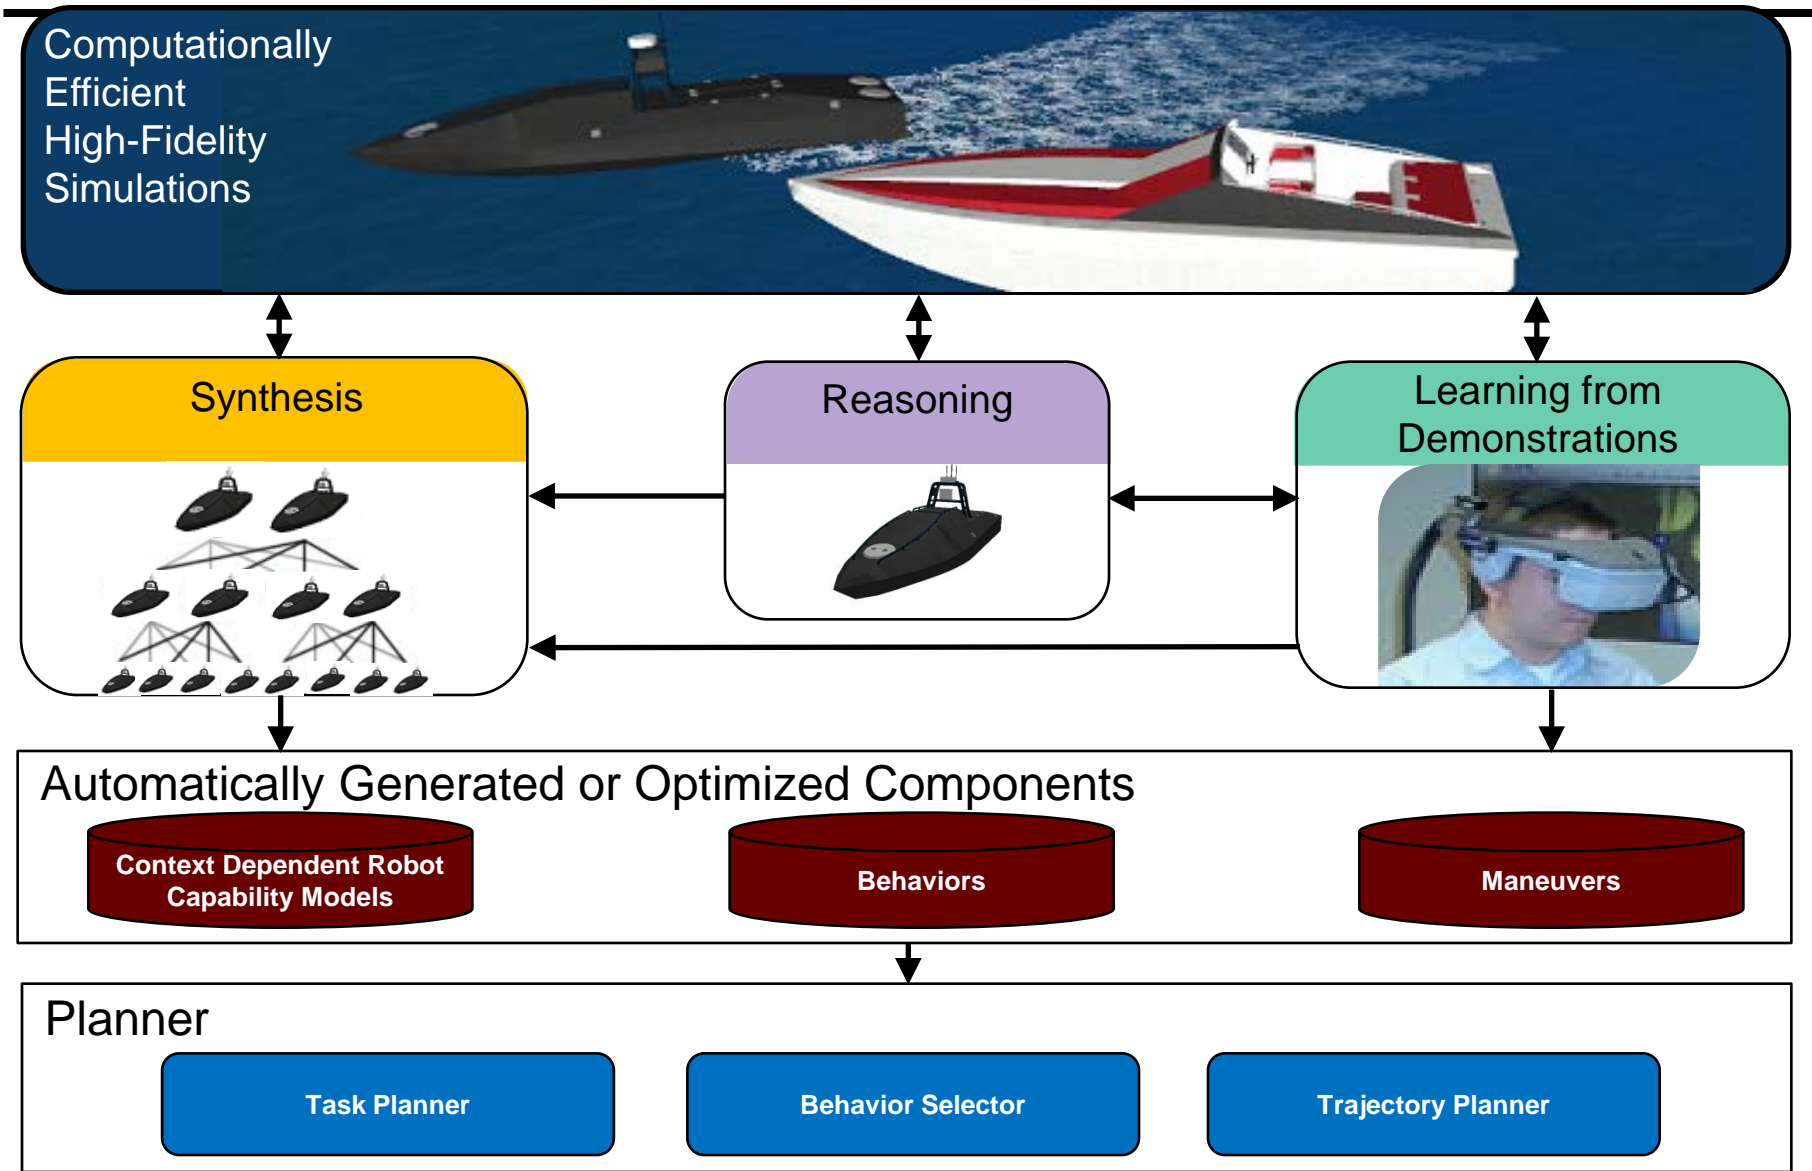 Computationally
Efficient
High-Fidelity
Simulations
Synthesis
Reasoning
Learning from
Demonstrations
Automatically Generated or Optimized Components
Context Dependent Robot
Capability Models
Behaviors
Maneuvers
Planner
Task Planner
Behavior Selector
Trajectory Planner